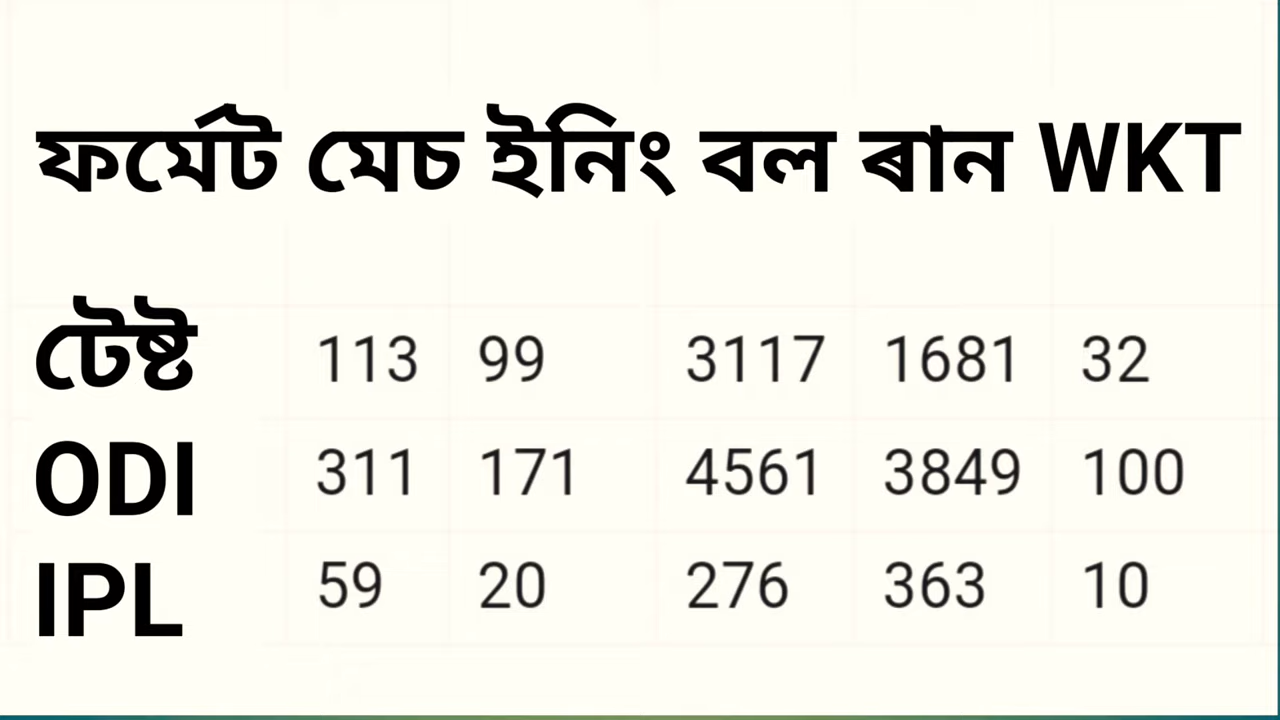 ফৰ্মেট মেচ ইনিং বল ৰান WKT
টেষ্ট 113 99 3117 1681 32
ODI 311 171 4561 3849 100
IPL 59 20 276 363 10